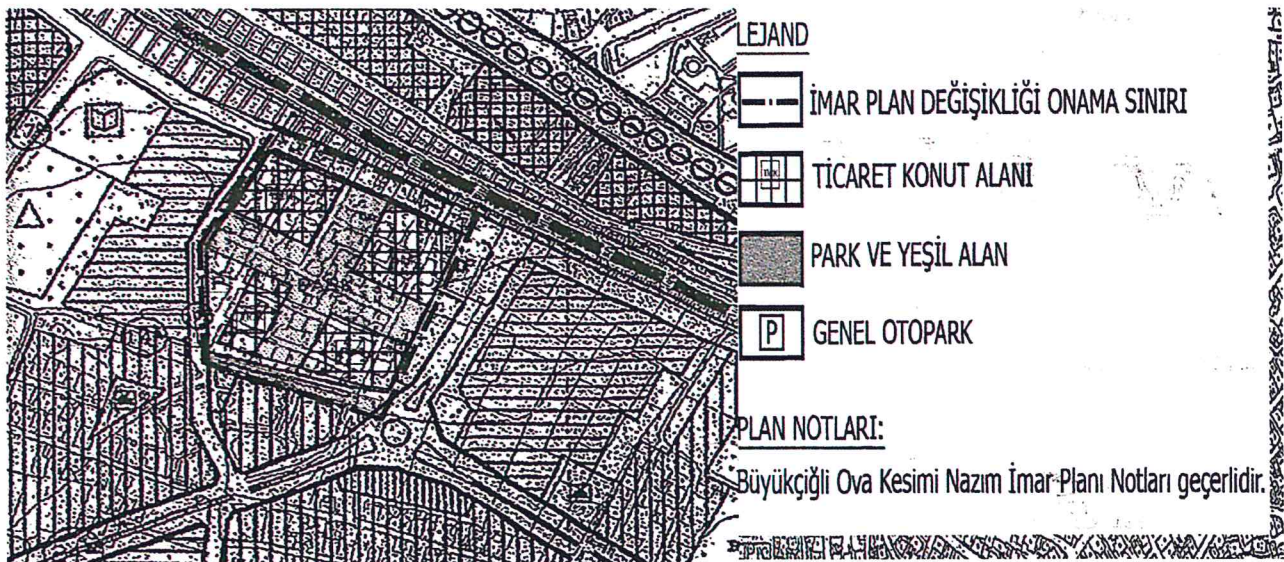 LEJAND
İMAR PLAN DEĞİŞİKLİĞİ ONAMA SINIRI
TİCARET KONUT ALANI
PARK VE YEŞİL ALAN
P
GENEL OTOPARK
PLAN NOTLARI:
Büyükçiğli Ova Kesimi Nazım İmar Planı Notları geçerlidir.
PARK